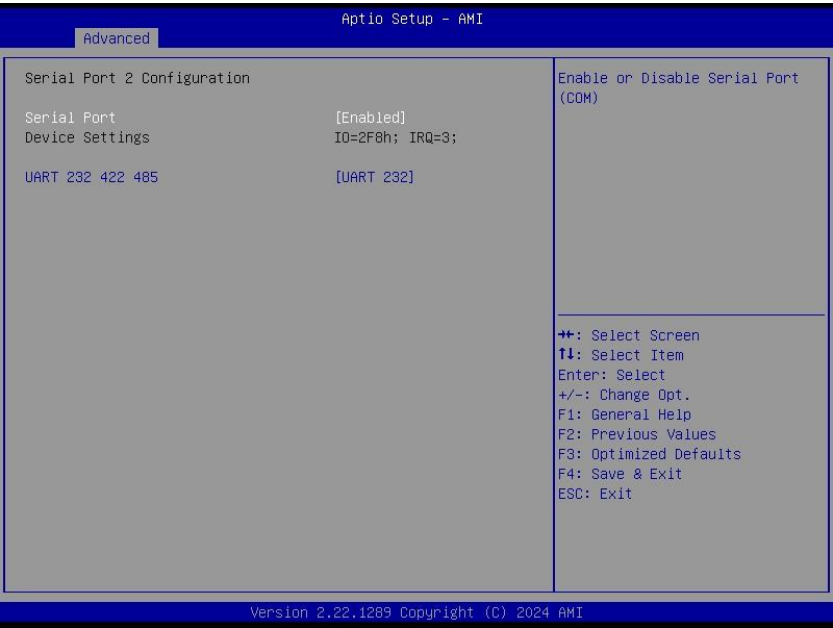 Aptio Setup – AMI
Advanced
Serial Port 2 Configuration
Serial Port [Enabled]
Device Settings IO=2F8h; IRQ=3;
UART 232 422 485 [UART 232]
Enable or Disable Serial Port
(COM)
→←: Select Screen
↑↓: Select Item
Enter: Select
+/-: Change Opt.
F1: General Help
F2: Previous Values
F3: Optimized Defaults
F4: Save & Exit
ESC: Exit
Version 2.22.1289 Copyright (C) 2024 AMI